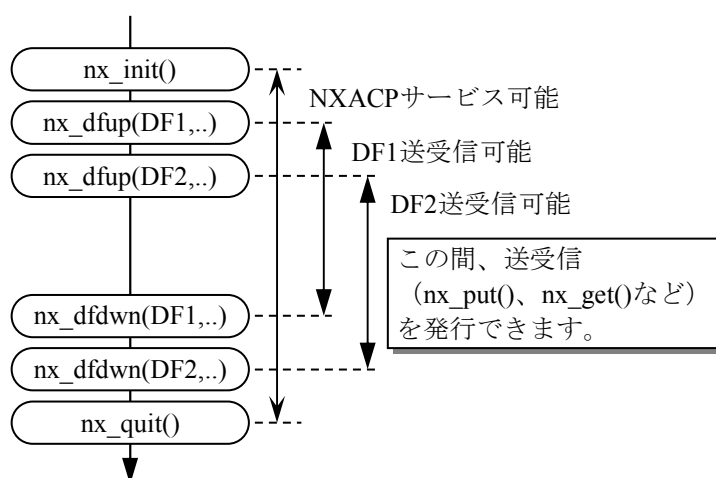 nx_init()
NXACPサービス可能
nx_dfup(DF1,..)
DF1送受信可能
nx_dfup(DF2,..)
DF2送受信可能
この間、送受信
（nx_put()、nx_get()など）
を発行できます。
nx_dfdwn(DF1,..)
nx_dfdwn(DF2,..)
nx_quit()